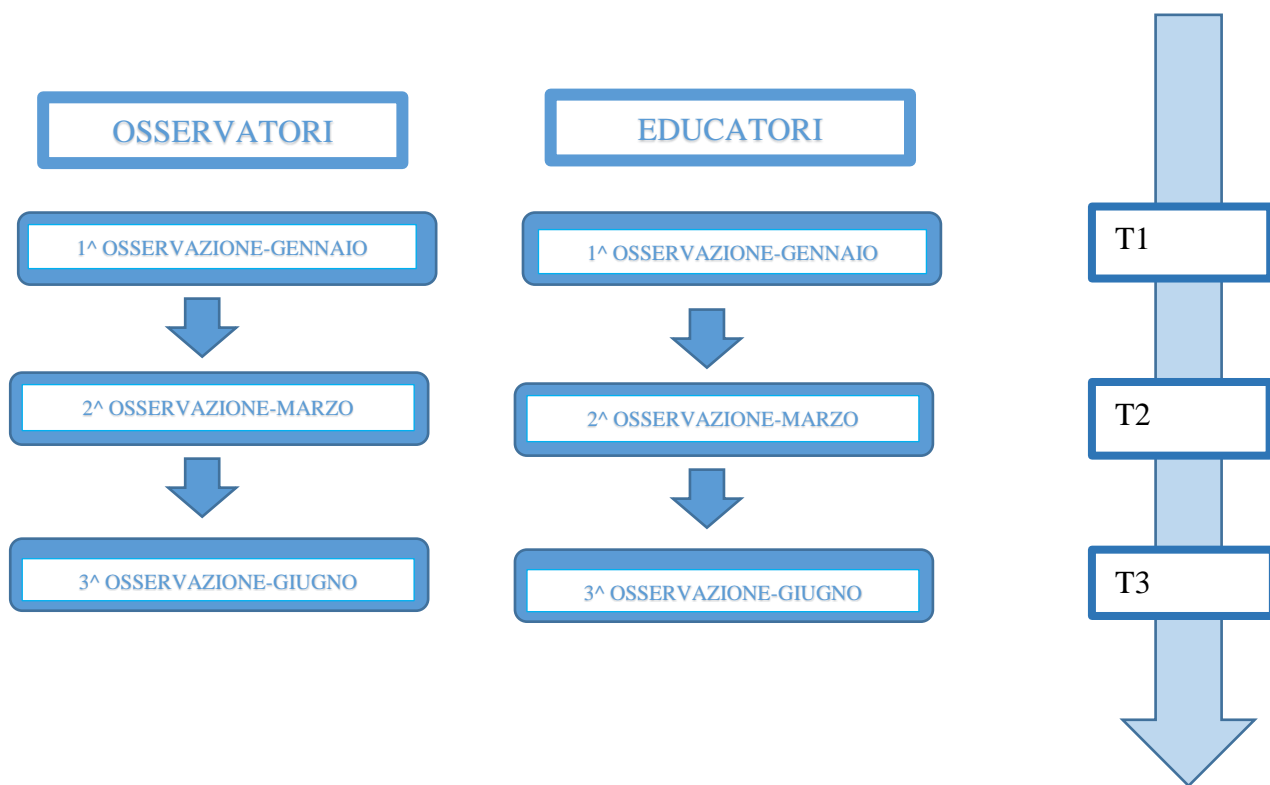 OSSERVATORI
EDUCATORI
1^ OSSERVAZIONE-GENNAIO
1^ OSSERVAZIONE-GENNAIO
T1
2^ OSSERVAZIONE-MARZO
2^ OSSERVAZIONE-MARZO
T2
3^ OSSERVAZIONE-GIUGNO
3^ OSSERVAZIONE-GIUGNO
T3